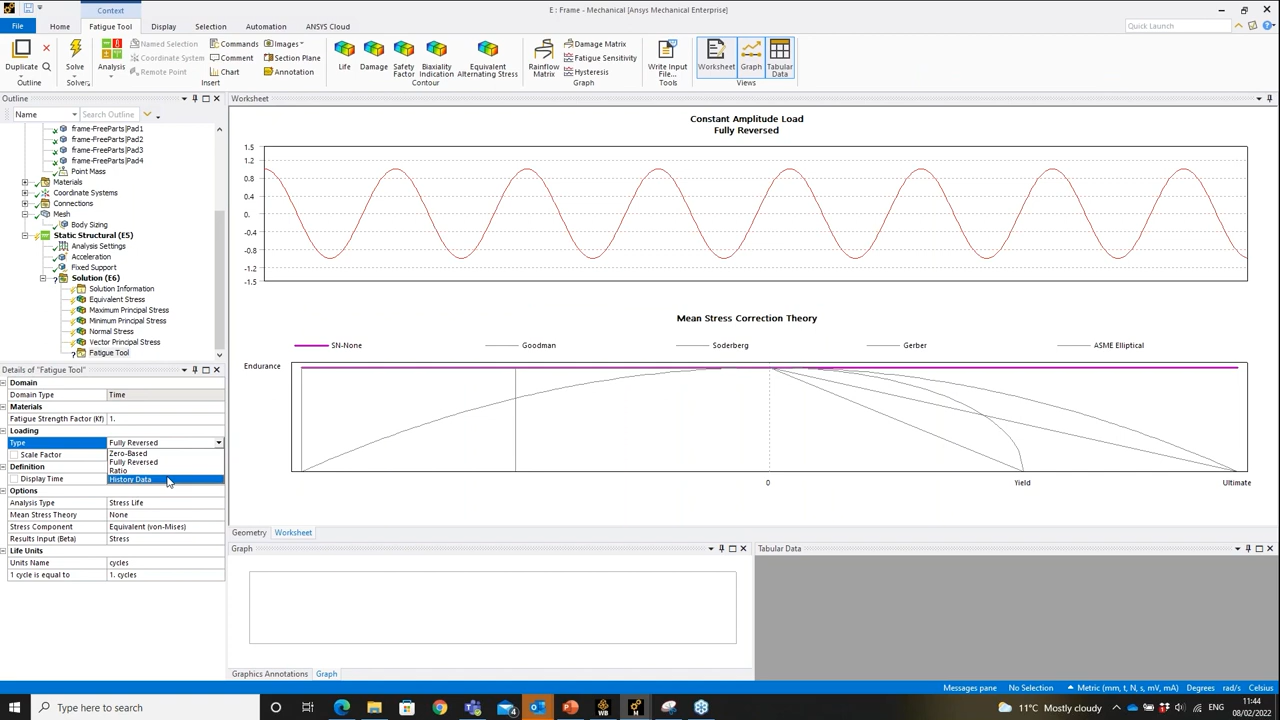 Context
E : Frame - Mechanical [Ansys Mechanical Enterprise]
File
Home
Fatigue Tool
Display
Selection
Automation
ANSYS Cloud
Quick Launch
Duplicate
Outline
Solve
Solver
Analysis
Named Selection
Coordinate System
Remote Point
Commands
Comment
Chart
Images
Section Plane
Annotation
Insert
Life
Damage
Safety Factor
Biaxiality Indication
Equivalent Alternating Stress
Contour
Rainflow Matrix
Damage Matrix
Fatigue Sensitivity
Hysteresis
Graph
Write Input File...
Tools
Worksheet
Graph
Tabular Data
Views
Outline
Name
Search Outline
frame-FreeParts|Pad1
frame-FreeParts|Pad2
frame-FreeParts|Pad3
frame-FreeParts|Pad4
Point Mass
Materials
Coordinate Systems
Connections
Mesh
Body Sizing
Static Structural (E5)
Analysis Settings
Acceleration
Fixed Support
Solution (E6)
Solution Information
Equivalent Stress
Maximum Principal Stress
Minimum Principal Stress
Normal Stress
Vector Principal Stress
Fatigue Tool
Details of "Fatigue Tool"
Domain
Domain Type Time
Materials
Fatigue Strength Factor (Kf) 1.
Loading
Type Fully Reversed
Zero-Based
Fully Reversed
Scale Factor
Ratio
Definition
History Data
Display Time
Options
Analysis Type Stress Life
Mean Stress Theory None
Stress Component Equivalent (von-Mises)
Results Input (Beta) Stress
Life Units
Units Name cycles
1 cycle is equal to 1. cycles
Worksheet
Constant Amplitude Load
Fully Reversed
1.5
1.2
0.8
0.4
0.
-0.4
-0.8
-1.2
-1.5
Mean Stress Correction Theory
SN-None Goodman Soderberg Gerber ASME Elliptical
Endurance
0 Yield Ultimate
Geometry Worksheet
Graph
Tabular Data
Graphics Annotations Graph
Messages pane
No Selection
Metric (mm, t, N, s, mV, mA)
Degrees
rad/s
Celsius
Type here to search
4
WB
M
11°C Mostly cloudy
ENG
11:44
08/02/2022